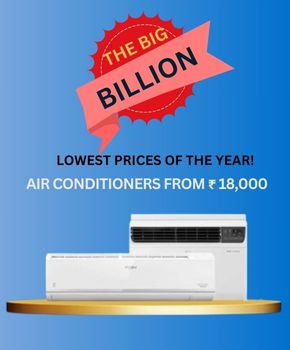 THE BIG
BILLION
LOWEST PRICES OF THE YEAR!
AIR CONDITIONERS FROM ₹ 18,000